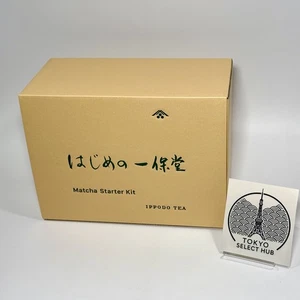 はじめの一保堂
Matcha Starter Kit
IPPODO TEA
TOKYO
SELECT HUB